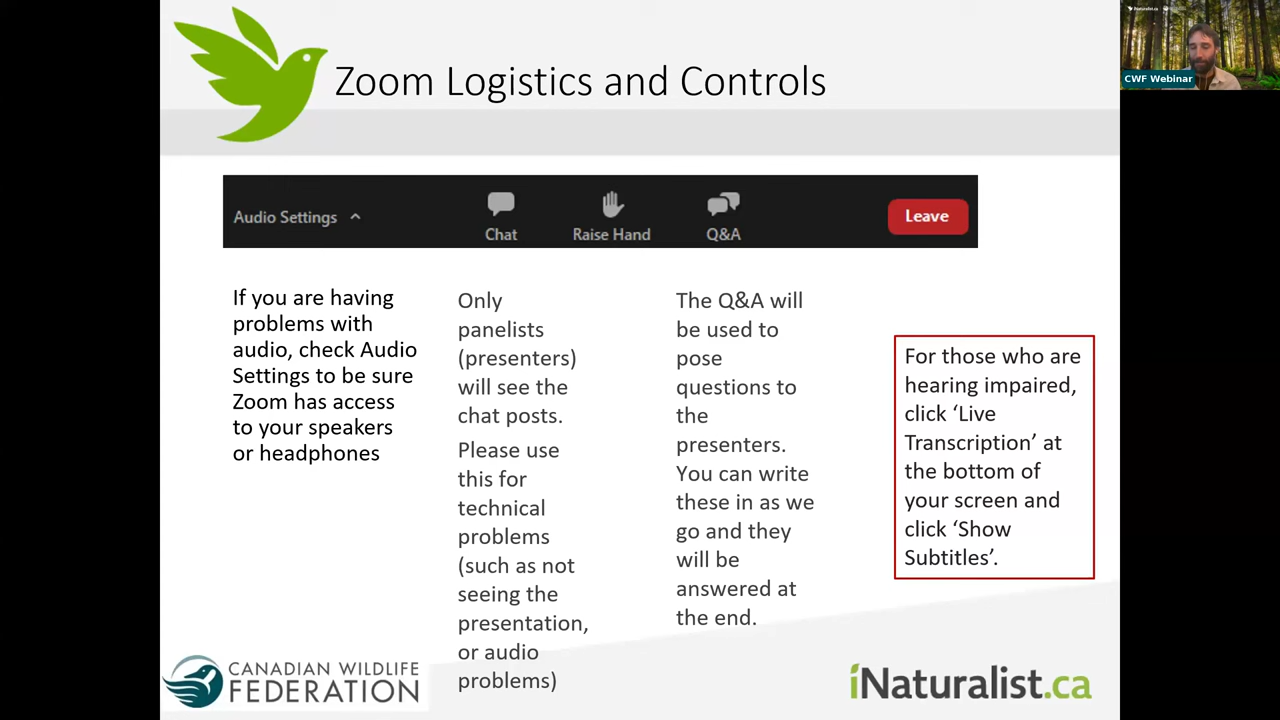 Zoom Logistics and Controls
iNaturalist.ca
CWF Webinar
Audio Settings
Chat
Raise Hand
Q&A
Leave
If you are having
problems with
audio, check Audio
Settings to be sure
Zoom has access
to your speakers
or headphones
Only
panelists
(presenters)
will see the
chat posts.
Please use
this for
technical
problems
(such as not
seeing the
presentation,
or audio
problems)
The Q&A will
be used to
pose
questions to
the
presenters.
You can write
these in as we
go and they
will be
answered at
the end.
For those who are
hearing impaired,
click ‘Live
Transcription’ at
the bottom of
your screen and
click ‘Show
Subtitles’.
CANADIAN WILDLIFE
FEDERATION
iNaturalist.ca